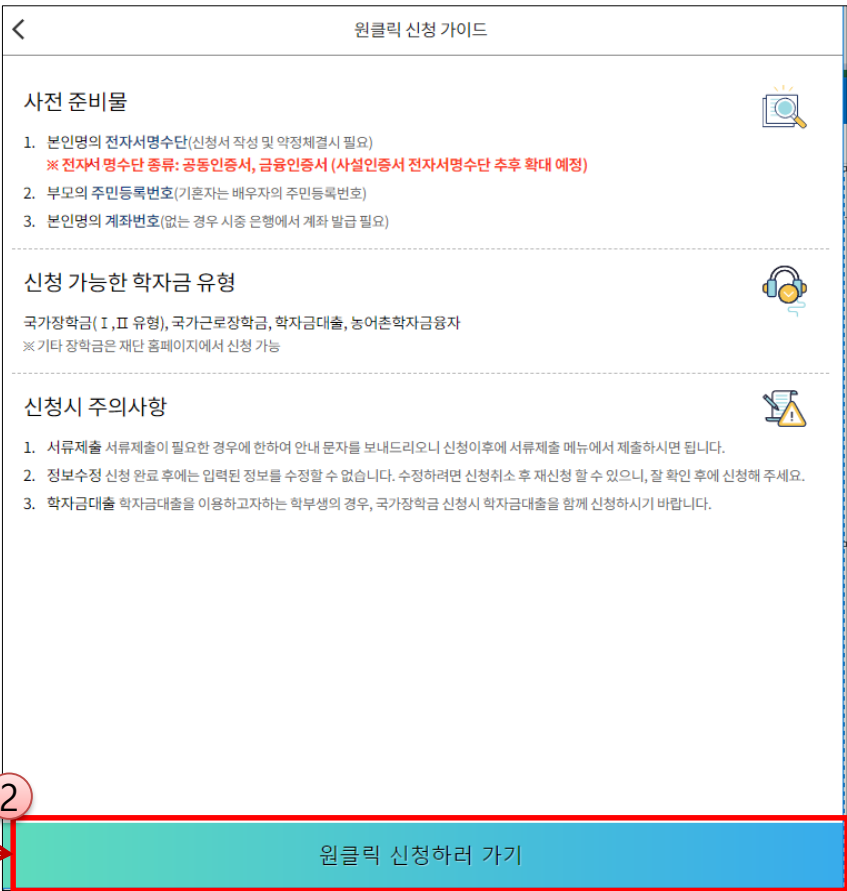 원클릭 신청 가이드
사전 준비물
1. 본인명의 전자서명수단(신청서 작성 및 약정체결시 필요)
※ 전자서 명수단 종류: 공동인증서, 금융인증서 (사설인증서 전자서명수단 추후 확대 예정)
2. 부모의 주민등록번호(기혼자는 배우자의 주민등록번호)
3. 본인명의 계좌번호(없는 경우 시중 은행에서 계좌 발급 필요)
신청 가능한 학자금 유형
국가장학금(Ⅰ,Ⅱ 유형), 국가근로장학금, 학자금대출, 농어촌학자금융자
※ 기타 장학금은 재단 홈페이지에서 신청 가능
신청시 주의사항
1. 서류제출 서류제출이 필요한 경우에 한하여 안내 문자를 보내드리오니 신청이후에 서류제출 메뉴에서 제출하시면 됩니다.
2. 정보수정 신청 완료 후에는 입력된 정보를 수정할 수 없습니다. 수정하려면 신청취소 후 재신청 할 수 있으니, 잘 확인 후에 신청해 주세요.
3. 학자금대출 학자금대출을 이용하고자하는 학부생의 경우, 국가장학금 신청시 학자금대출을 함께 신청하시기 바랍니다.
2
원클릭 신청하러 가기